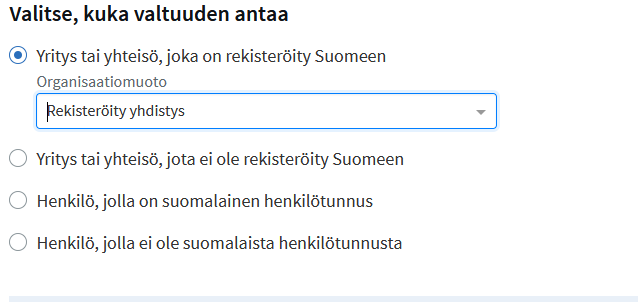 Valitse, kuka valtuuden antaa
Yritys tai yhteisö, joka on rekisteröity Suomeen
Organisaatiomuoto
Rekisteröity yhdistys
Yritys tai yhteisö, jota ei ole rekisteröity Suomeen
Henkilö, jolla on suomalainen henkilötunnus
Henkilö, jolla ei ole suomalaista henkilötunnusta